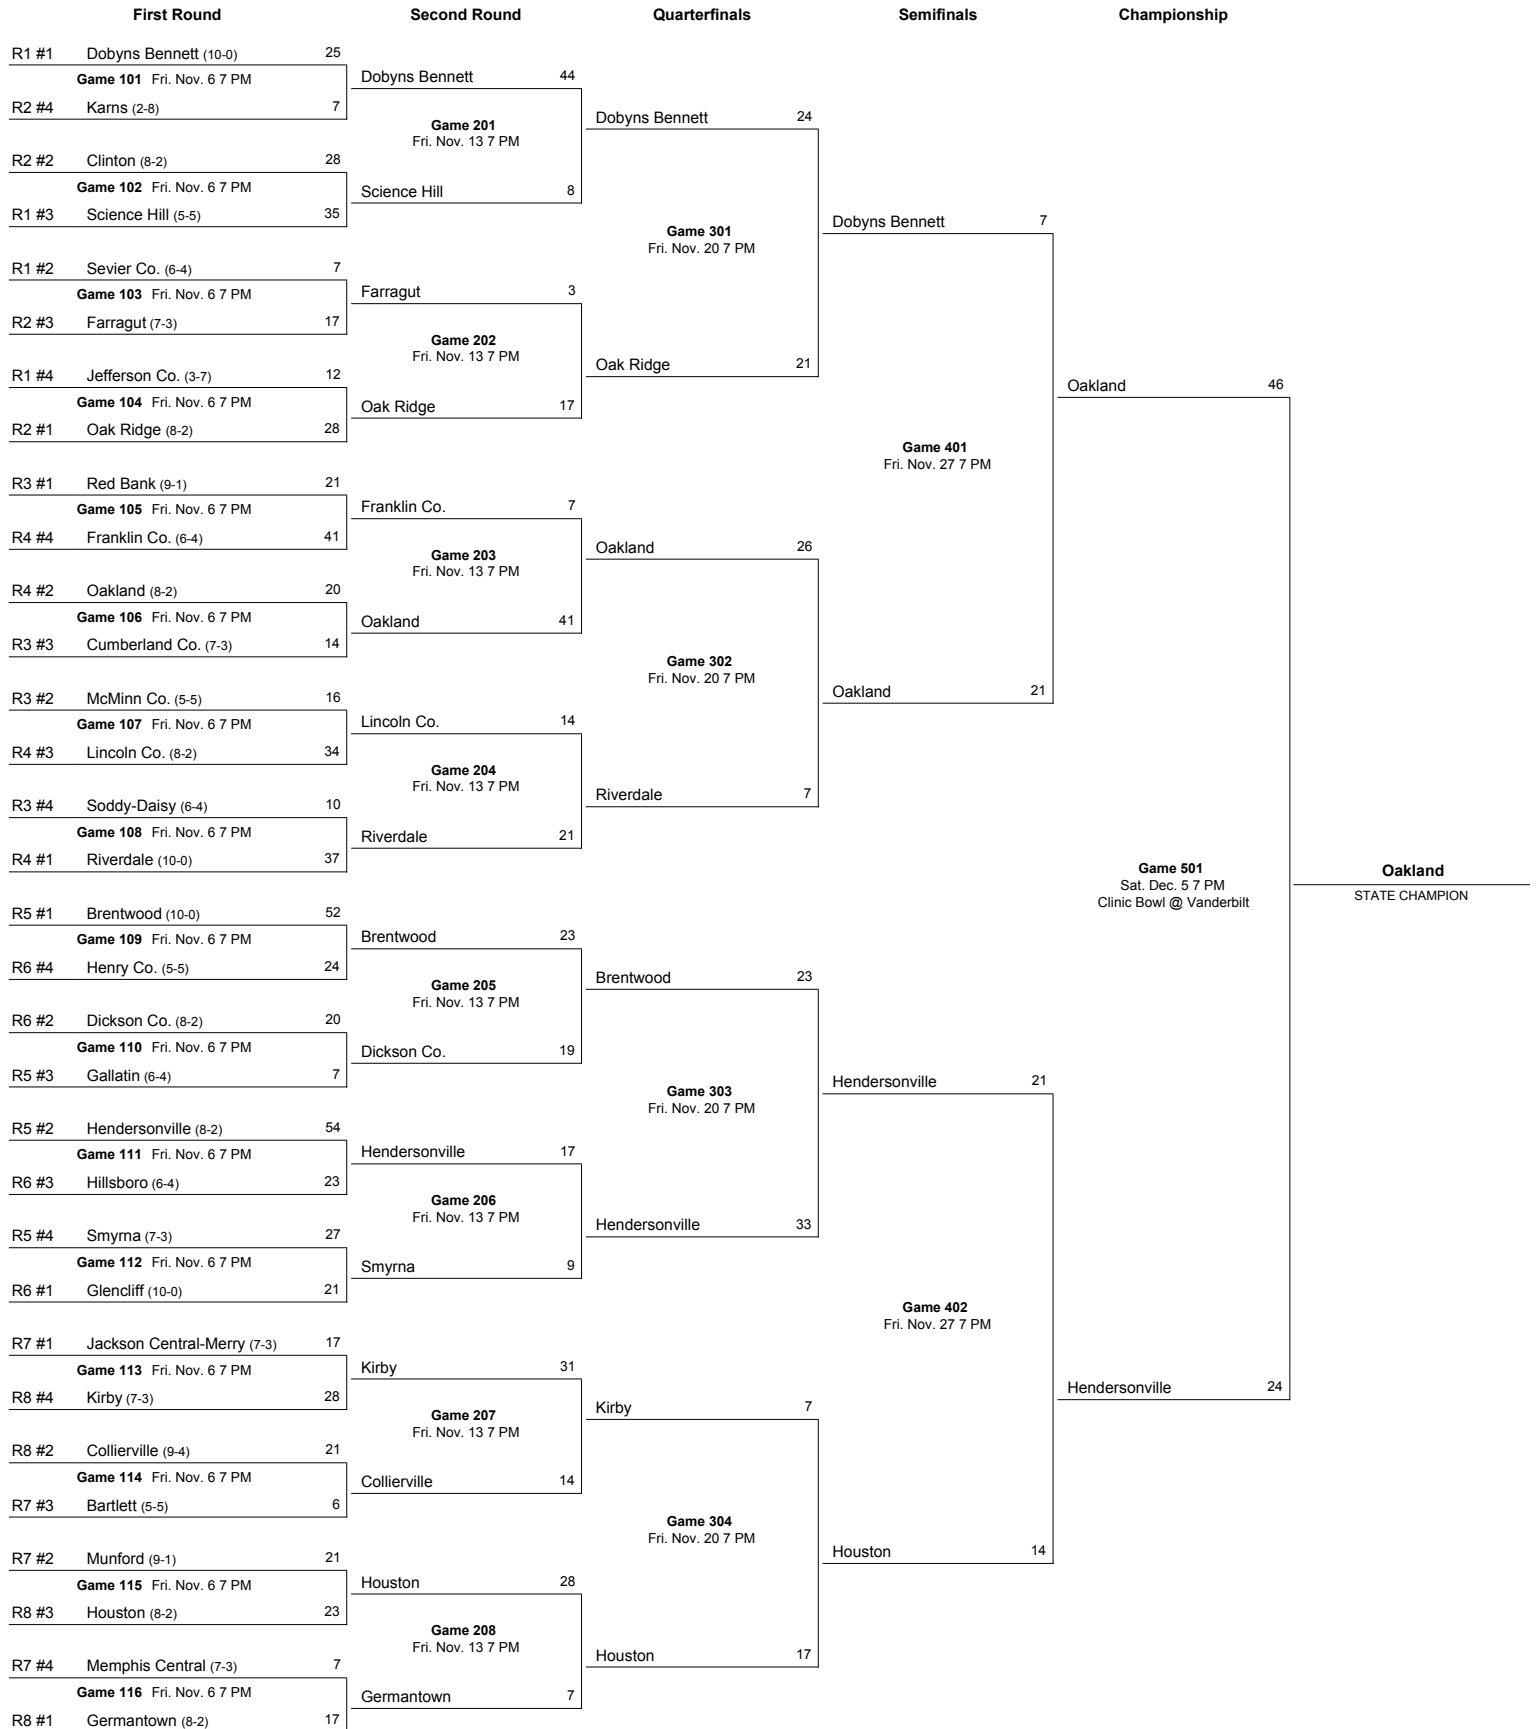 First Round Second Round Quarterfinals Semifinals Championship
R1 #1 Dobyns Bennett (10-0) 25
Game 101 Fri. Nov. 6 7 PM
R2 #4 Karns (2-8) 7
R2 #2 Clinton (8-2) 28
Game 102 Fri. Nov. 6 7 PM
R1 #3 Science Hill (5-5) 35
R1 #2 Sevier Co. (6-4) 7
Game 103 Fri. Nov. 6 7 PM
R2 #3 Farragut (7-3) 17
R1 #4 Jefferson Co. (3-7) 12
Game 104 Fri. Nov. 6 7 PM
R2 #1 Oak Ridge (8-2) 28
R3 #1 Red Bank (9-1) 21
Game 105 Fri. Nov. 6 7 PM
R4 #4 Franklin Co. (6-4) 41
R4 #2 Oakland (8-2) 20
Game 106 Fri. Nov. 6 7 PM
R3 #3 Cumberland Co. (7-3) 14
R3 #2 McMinn Co. (5-5) 16
Game 107 Fri. Nov. 6 7 PM
R4 #3 Lincoln Co. (8-2) 34
R3 #4 Soddy-Daisy (6-4) 10
Game 108 Fri. Nov. 6 7 PM
R4 #1 Riverdale (10-0) 37
R5 #1 Brentwood (10-0) 52
Game 109 Fri. Nov. 6 7 PM
R6 #4 Henry Co. (5-5) 24
R6 #2 Dickson Co. (8-2) 20
Game 110 Fri. Nov. 6 7 PM
R5 #3 Gallatin (6-4) 7
R5 #2 Hendersonville (8-2) 54
Game 111 Fri. Nov. 6 7 PM
R6 #3 Hillsboro (6-4) 23
R5 #4 Smyrna (7-3) 27
Game 112 Fri. Nov. 6 7 PM
R6 #1 Glencliff (10-0) 21
R7 #1 Jackson Central-Merry (7-3) 17
Game 113 Fri. Nov. 6 7 PM
R8 #4 Kirby (7-3) 28
R8 #2 Collierville (9-4) 21
Game 114 Fri. Nov. 6 7 PM
R7 #3 Bartlett (5-5) 6
R7 #2 Munford (9-1) 21
Game 115 Fri. Nov. 6 7 PM
R8 #3 Houston (8-2) 23
R7 #4 Memphis Central (7-3) 7
Game 116 Fri. Nov. 6 7 PM
R8 #1 Germantown (8-2) 17
Dobyns Bennett 44
Game 201
Fri. Nov. 13 7 PM
Science Hill 8
Farragut 3
Game 202
Fri. Nov. 13 7 PM
Oak Ridge 17
Franklin Co. 7
Game 203
Fri. Nov. 13 7 PM
Oakland 41
Lincoln Co. 14
Game 204
Fri. Nov. 13 7 PM
Riverdale 21
Brentwood 23
Game 205
Fri. Nov. 13 7 PM
Dickson Co. 19
Hendersonville 17
Game 206
Fri. Nov. 13 7 PM
Smyrna 9
Kirby 31
Game 207
Fri. Nov. 13 7 PM
Collierville 14
Houston 28
Game 208
Fri. Nov. 13 7 PM
Germantown 7
Dobyns Bennett 24
Game 301
Fri. Nov. 20 7 PM
Oak Ridge 21
Oakland 26
Game 302
Fri. Nov. 20 7 PM
Riverdale 7
Brentwood 23
Game 303
Fri. Nov. 20 7 PM
Hendersonville 33
Kirby 7
Game 304
Fri. Nov. 20 7 PM
Houston 17
Dobyns Bennett 7
Game 401
Fri. Nov. 27 7 PM
Oakland 21
Hendersonville 21
Game 402
Fri. Nov. 27 7 PM
Houston 14
Oakland 46
Game 501
Sat. Dec. 5 7 PM
Clinic Bowl @ Vanderbilt
Hendersonville 24
Oakland
STATE CHAMPION